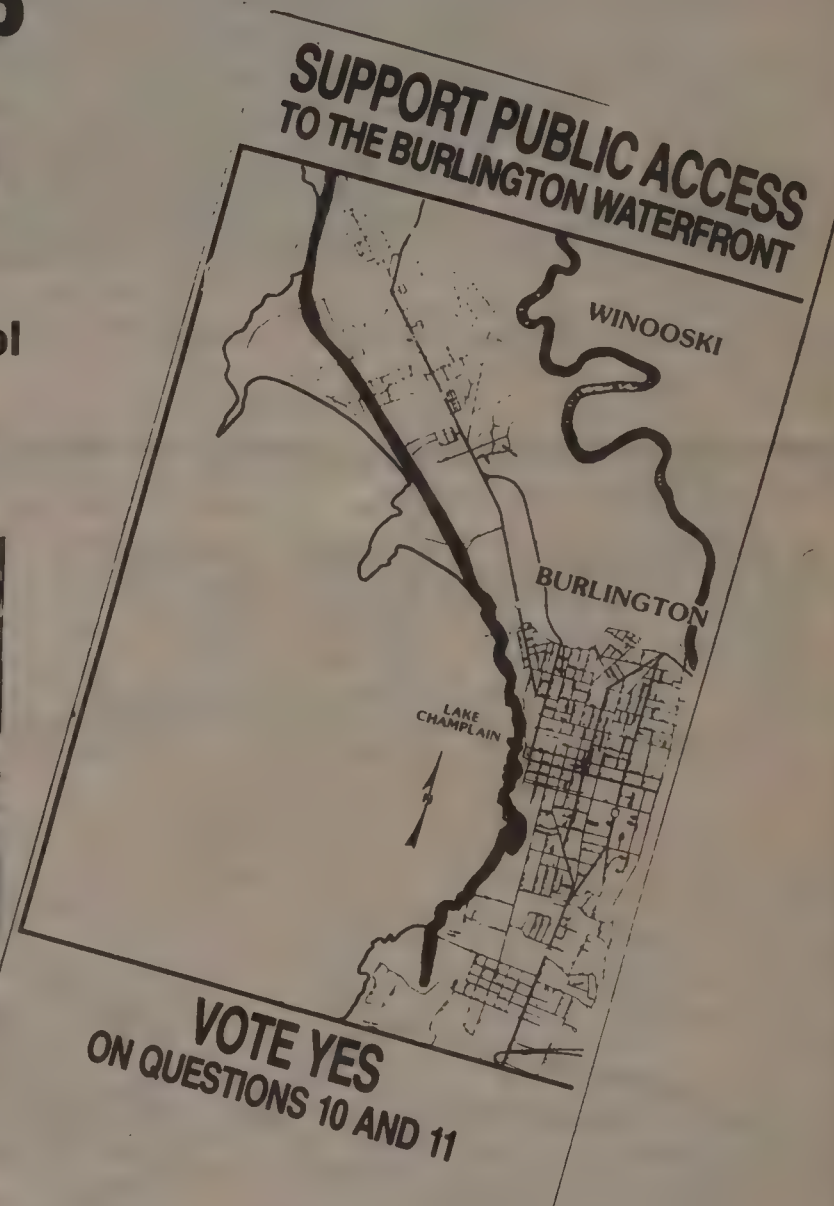 SUPPORT PUBLIC ACCESS
TO THE BURLINGTON WATERFRONT
WINOOSKI
BURLINGTON
LAKE
CHAMPLAIN
N
VOTE YES
ON QUESTIONS 10 AND 11